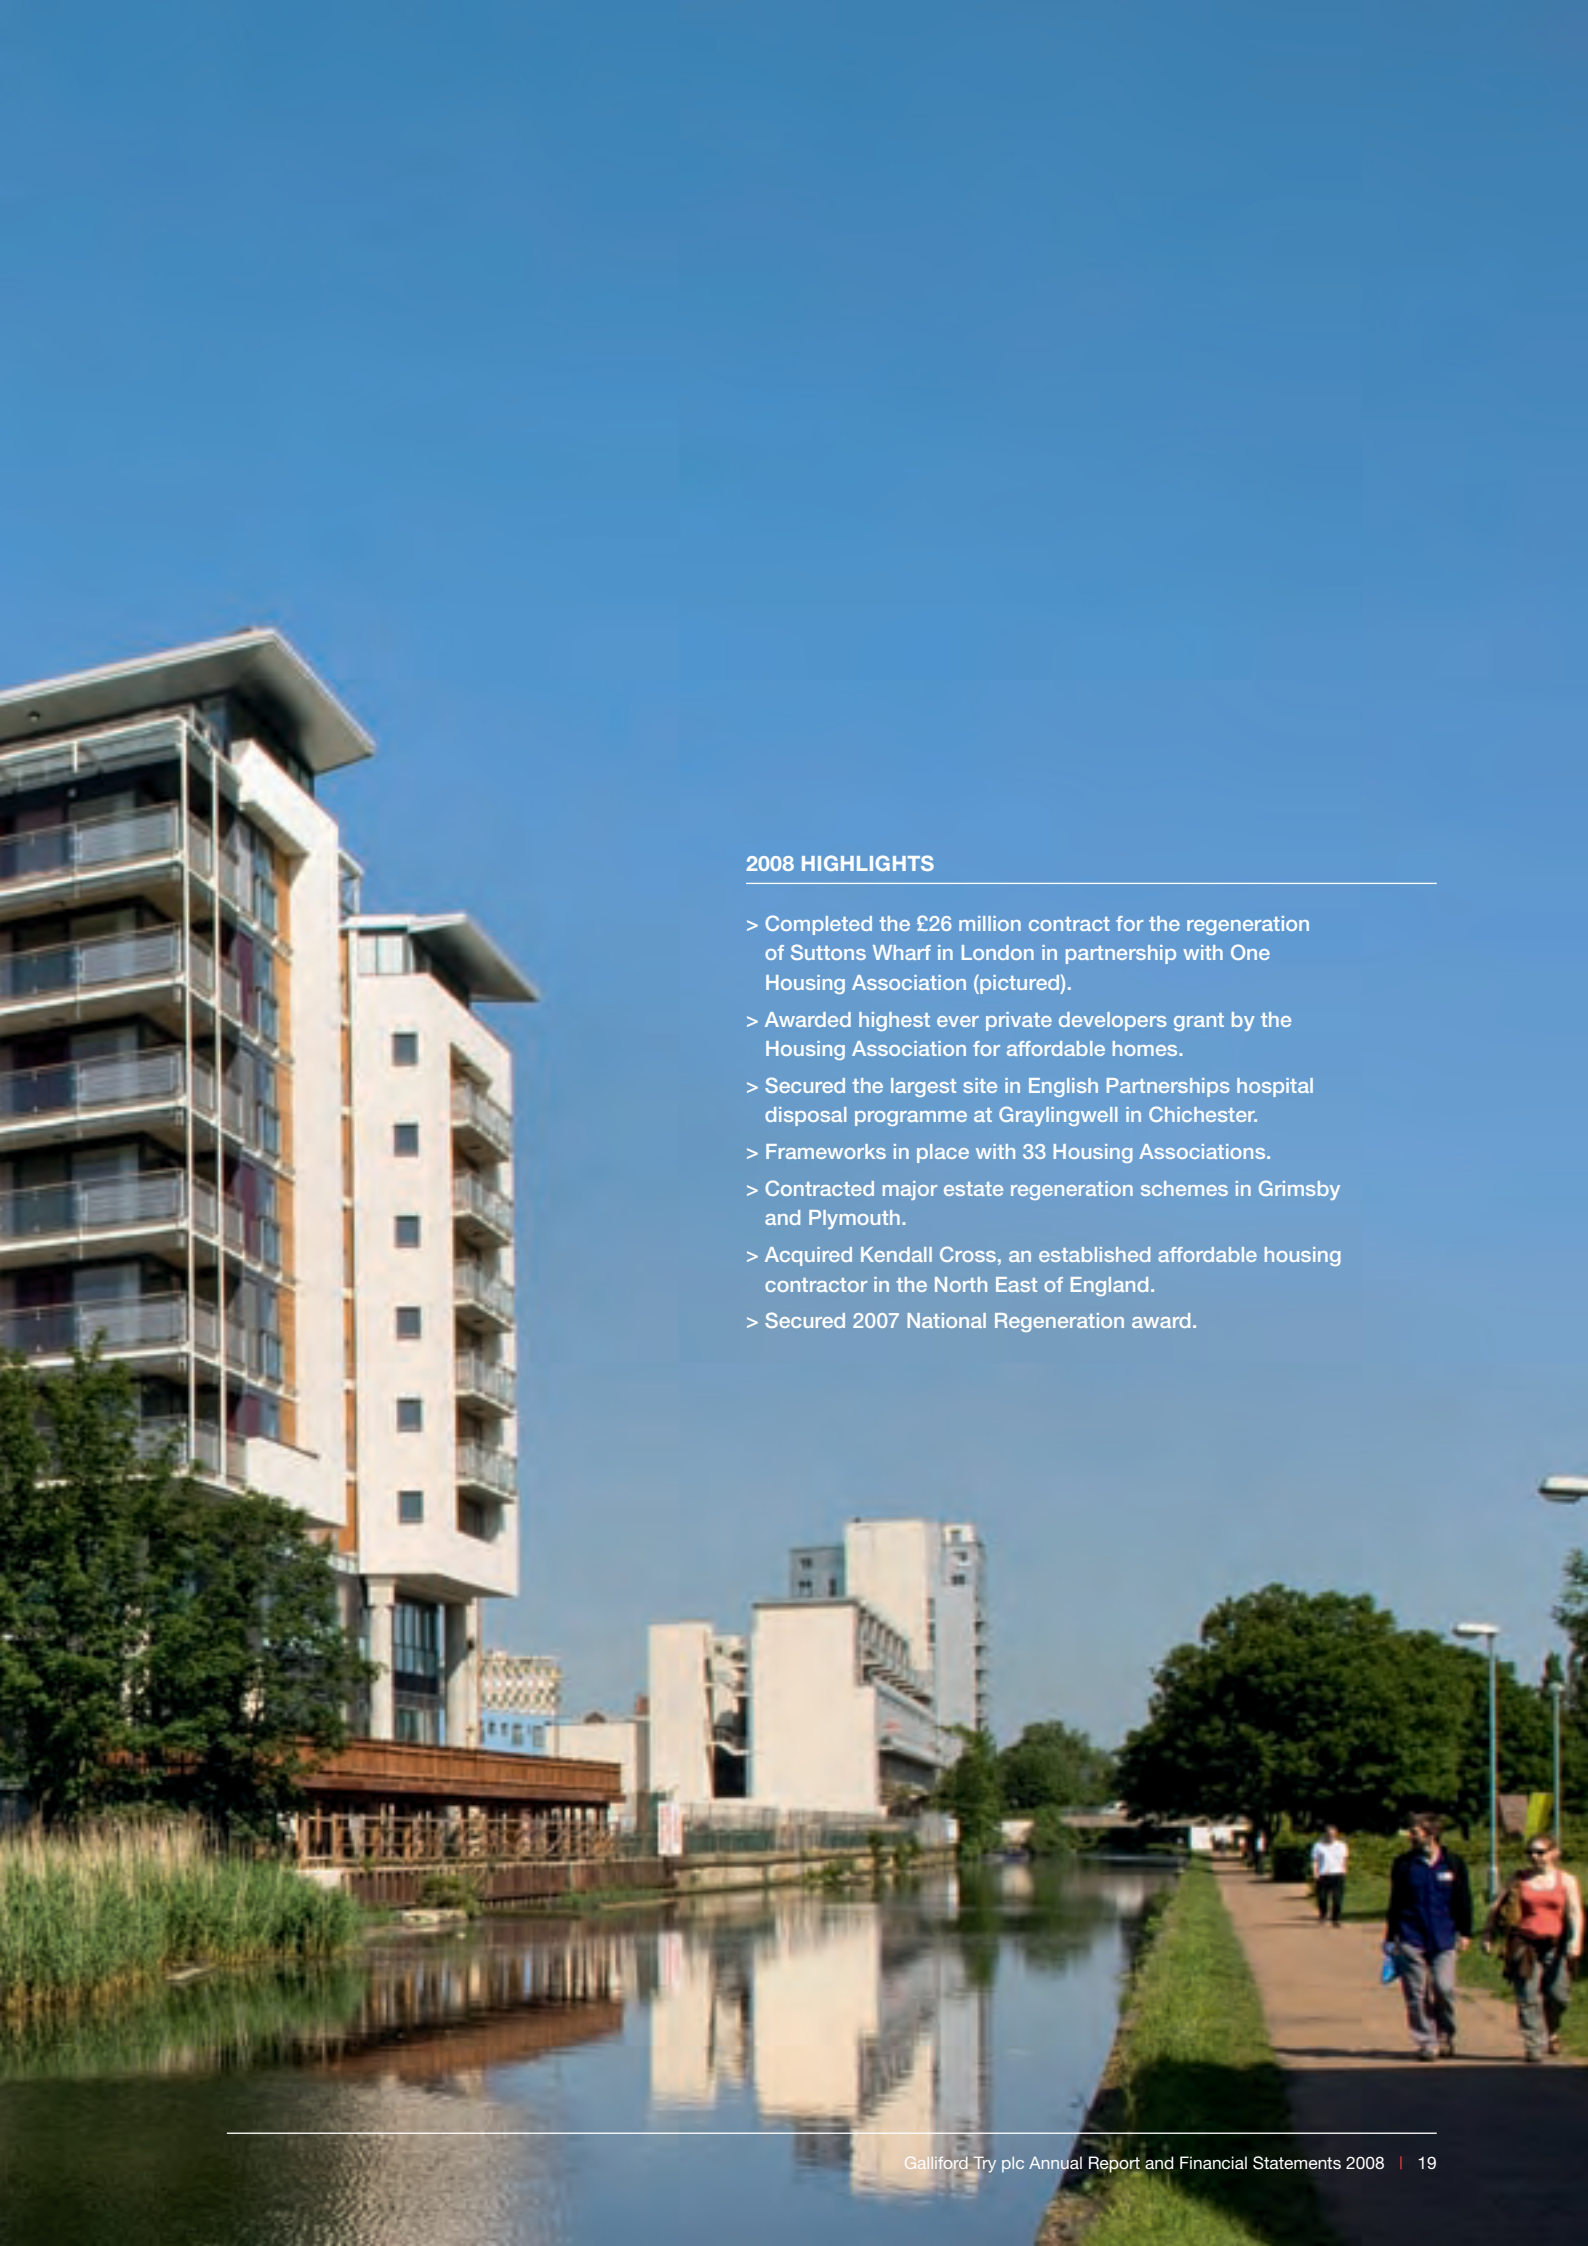 2008 HIGHLIGHTS
> Completed the £26 million contract for the regeneration
of Suttons Wharf in London in partnership with One
Housing Association (pictured).
> Awarded highest ever private developers grant by the
Housing Association for affordable homes.
> Secured the largest site in English Partnerships hospital
disposal programme at Graylingwell in Chichester.
> Frameworks in place with 33 Housing Associations.
> Contracted major estate regeneration schemes in Grimsby
and Plymouth.
> Acquired Kendall Cross, an established affordable housing
contractor in the North East of England.
> Secured 2007 National Regeneration award.
Galliford Try plc Annual Report and Financial Statements 2008 | 19